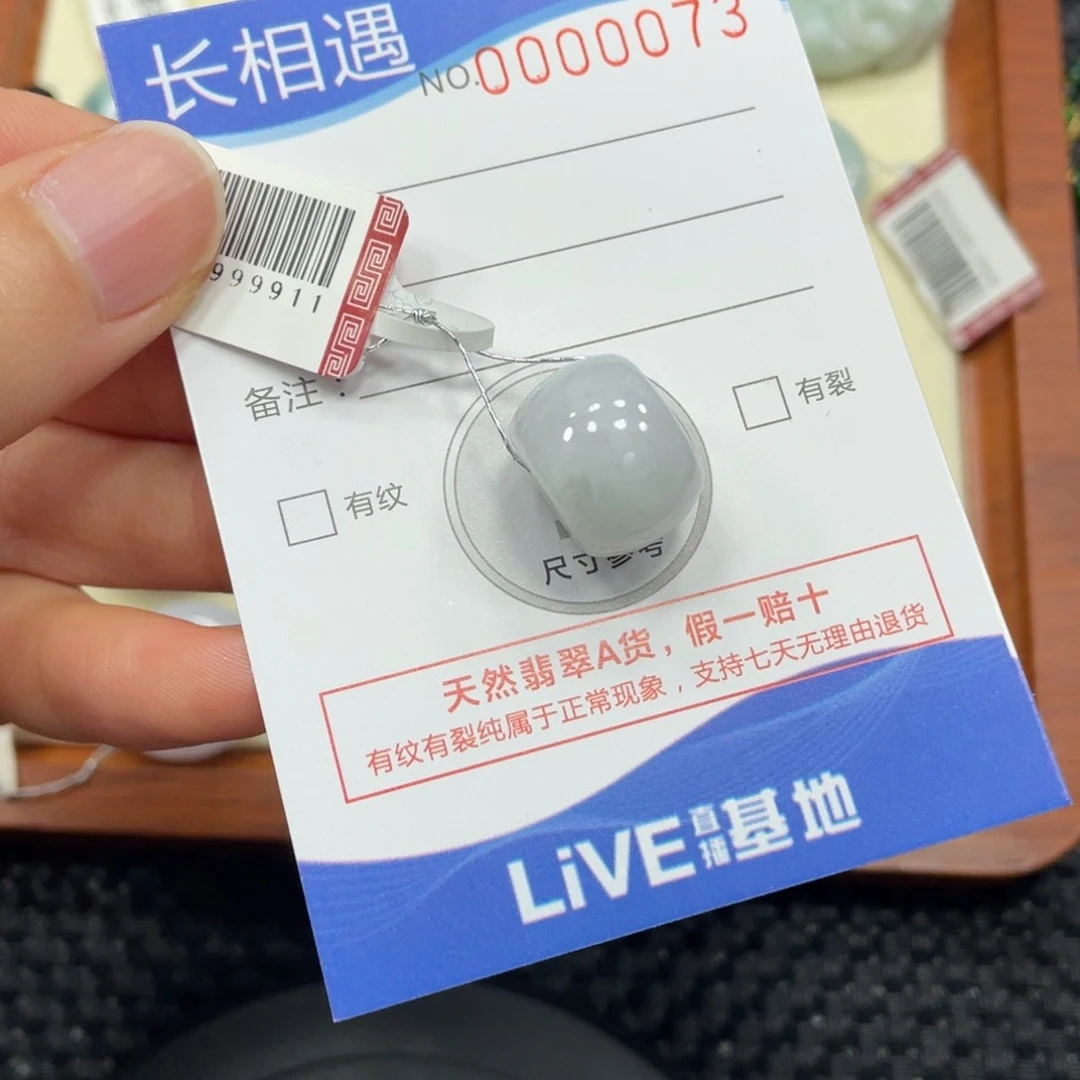 长相遇
NO.0000073
999911
备注：
有裂
有纹
尺寸参考
天然翡翠A货，假一赔十
有纹有裂纯属于正常现象，支持七天无理由退货
LiVE直播基地